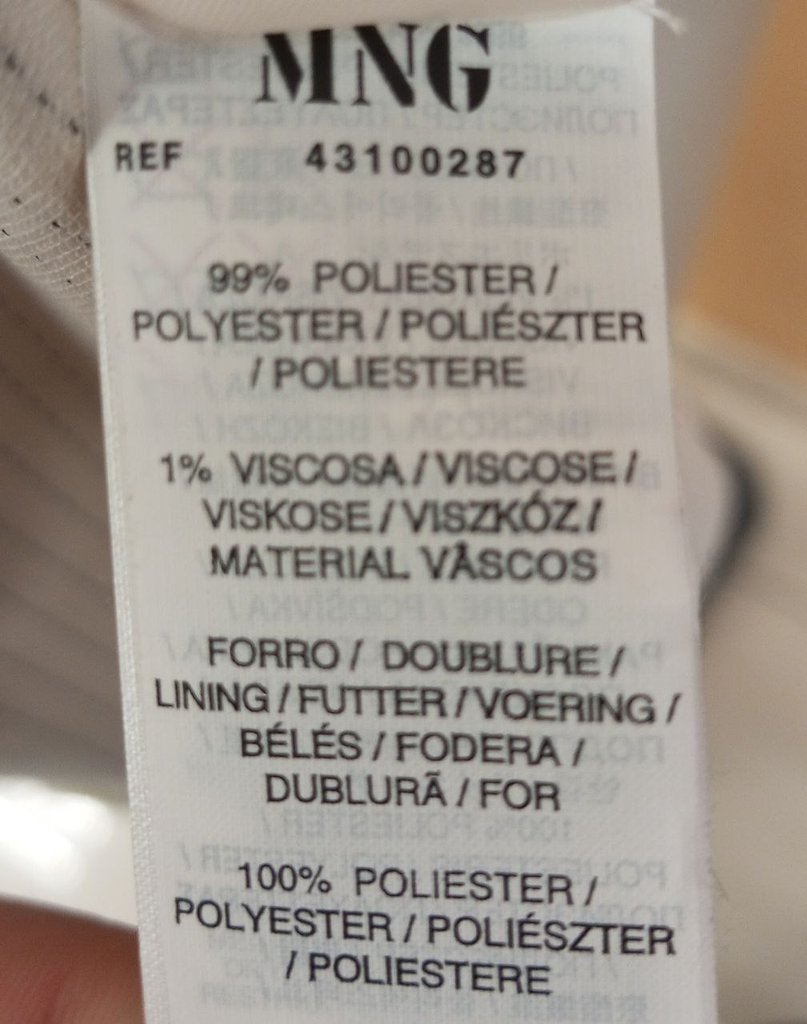 MNG
REF 43100287
99% POLIESTER /
POLYESTER / POLIÉSZTER
/ POLIESTERE
1% VISCOSA / VISCOSE /
VISKOSE / VISZKÓZ /
MATERIAL VÂSCOS
FORRO / DOUBLURE /
LINING / FUTTER / VOERING /
BÉLÉS / FODERA /
DUBLURÃ / FOR
100% POLIESTER /
POLYESTER / POLIÉSZTER
/ POLIESTERE